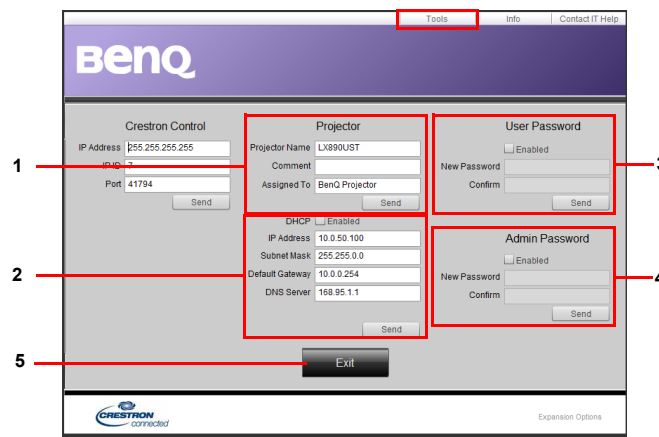 Tools Info Contact IT Help
BenQ
Crestron Control
IP Address 255.255.255.255
IP ID 7
Port 41794
Send
1
Projector
Projector Name LX890UST
Comment
Assigned To BenQ Projector
Send
2
DHCP Enabled
IP Address 10.0.50.100
Subnet Mask 255.255.0.0
Default Gateway 10.0.0.254
DNS Server 168.95.1.1
Send
User Password
Enabled
New Password
Confirm
Send
3
Admin Password
Enabled
New Password
Confirm
Send
4
5
Exit
CRESTRON
connected
Expansion Options